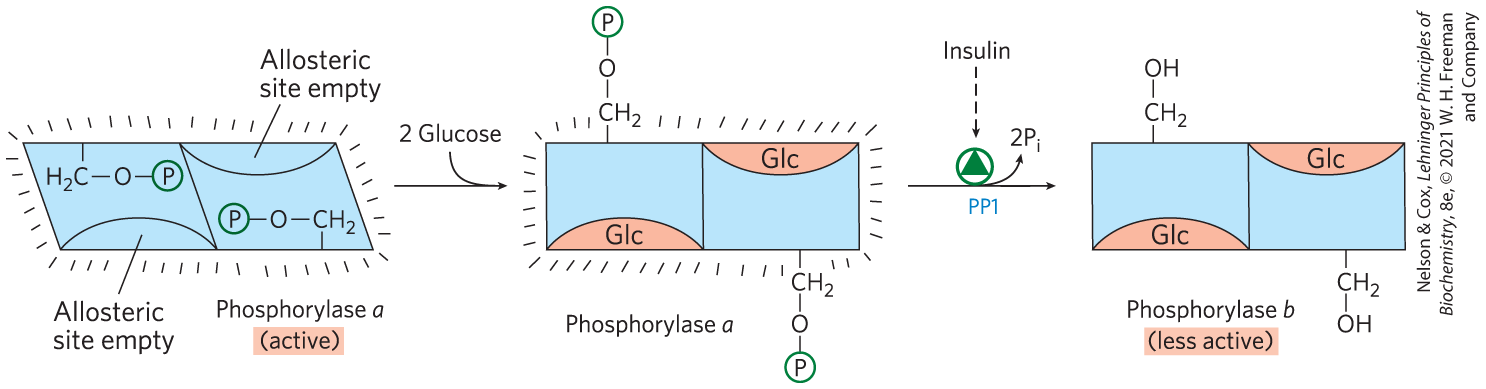 Allosteric
site empty
H₂C—O—P
P—O—CH₂
Allosteric
site empty
Phosphorylase a
(active)
2 Glucose
P
O
CH₂
Glc
Glc
CH₂
O
P
Phosphorylase a
Insulin
2Pᵢ
PP1
OH
CH₂
Glc
Glc
CH₂
OH
Phosphorylase b
(less active)
Nelson & Cox, Lehninger Principles of
Biochemistry, 8e, © 2021 W. H. Freeman
and Company